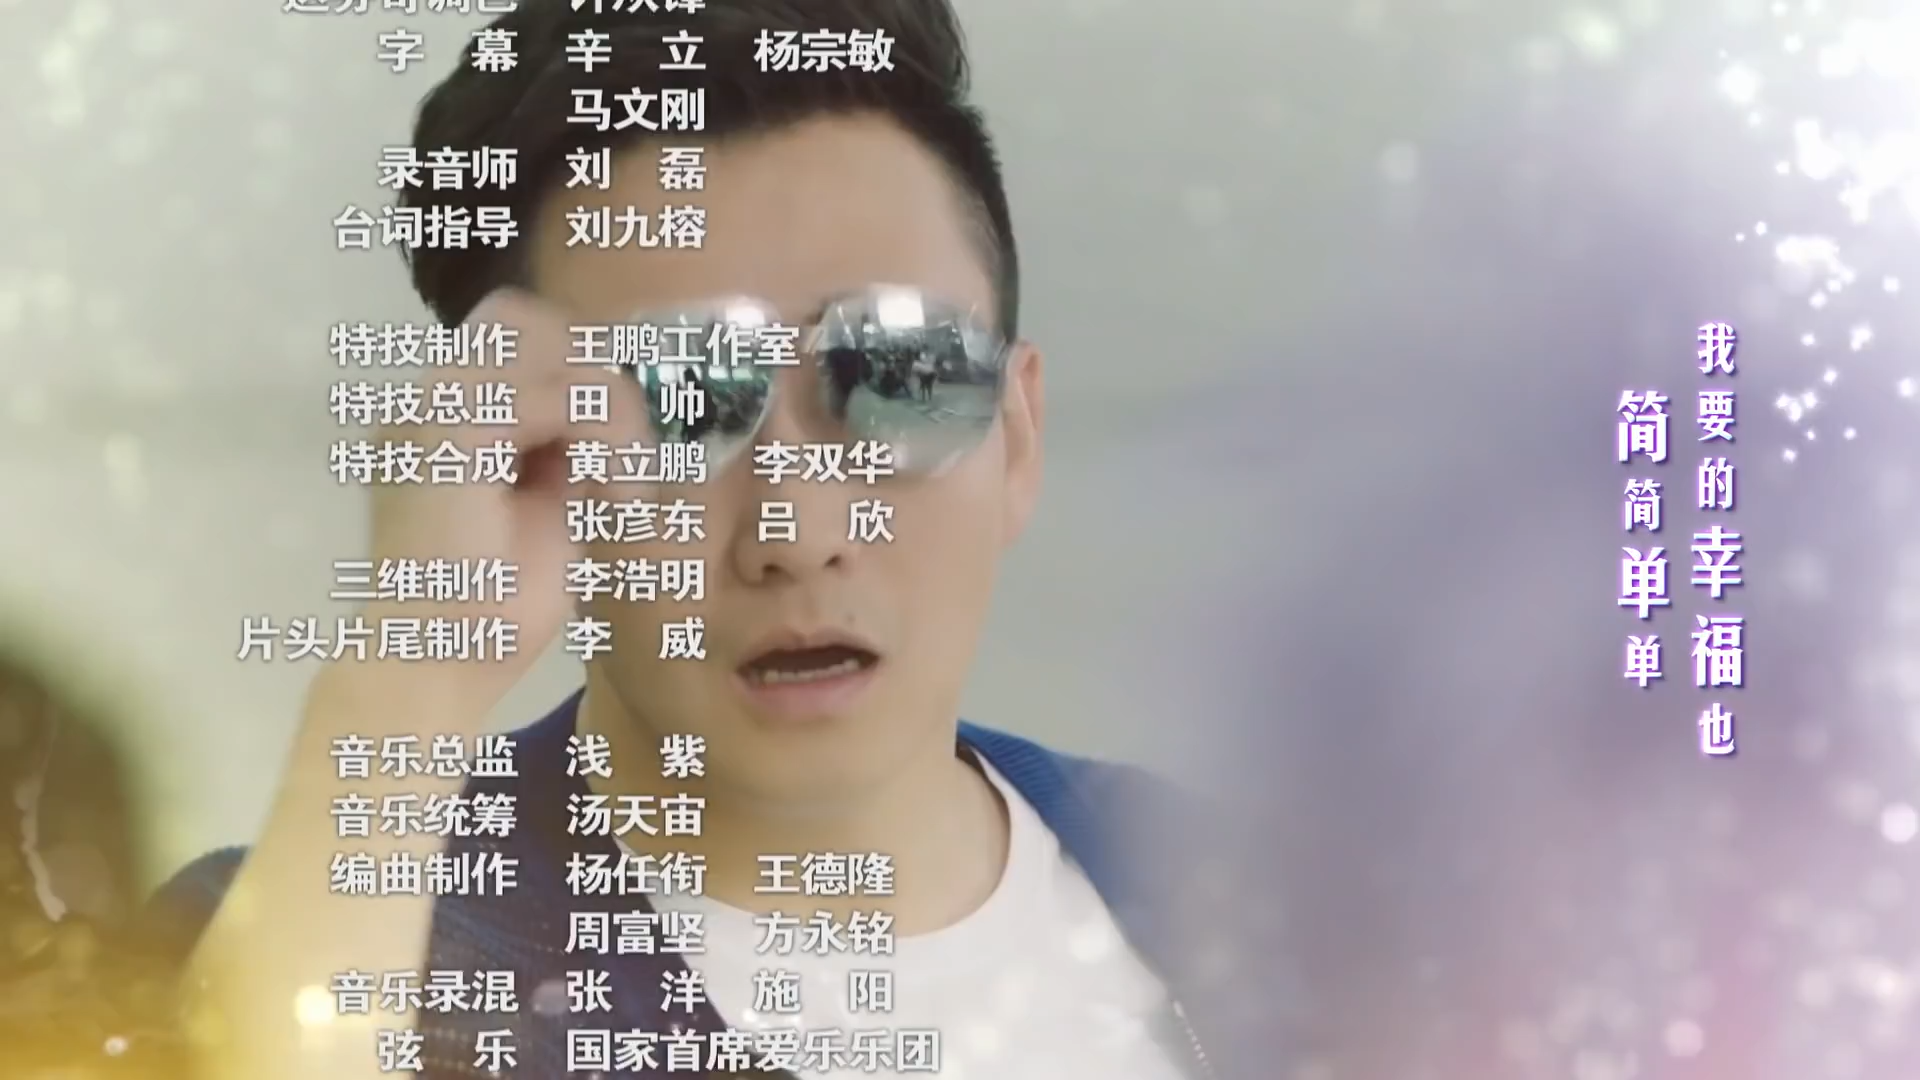 字 幕 辛 立 杨宗敏
马文刚
录音师 刘 磊
台词指导 刘九榕
特技制作 王鹏工作室
特技总监 田 帅
特技合成 黄立鹏 李双华
张彦东 吕 欣
三维制作 李浩明
片头片尾制作 李 威
音乐总监 浅 紫
音乐统筹 汤天宙
编曲制作 杨任衔 王德隆
周富坚 方永铭
音乐录混 张 洋 施 阳
弦 乐 国家首席爱乐乐团
我要的幸福也
简简单单